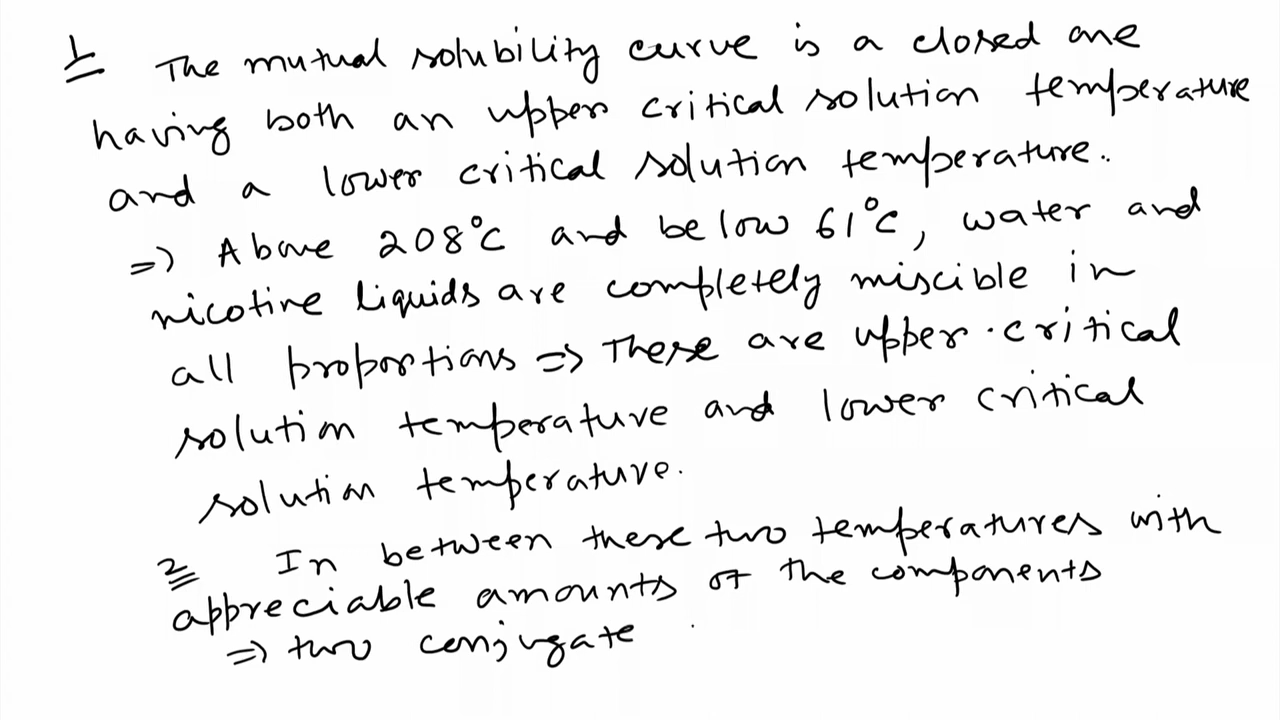 1 The mutual solubility curve is a closed one
having both an upper critical solution temperature
and a lower critical solution temperature.
=> Above 208°C and below 61°C, water and
nicotine liquids are completely miscible in
all proportions => These are upper critical
solution temperature and lower critical
solution temperature.
2 In between these two temperatures with
appreciable amounts of the components
=> two conjugate